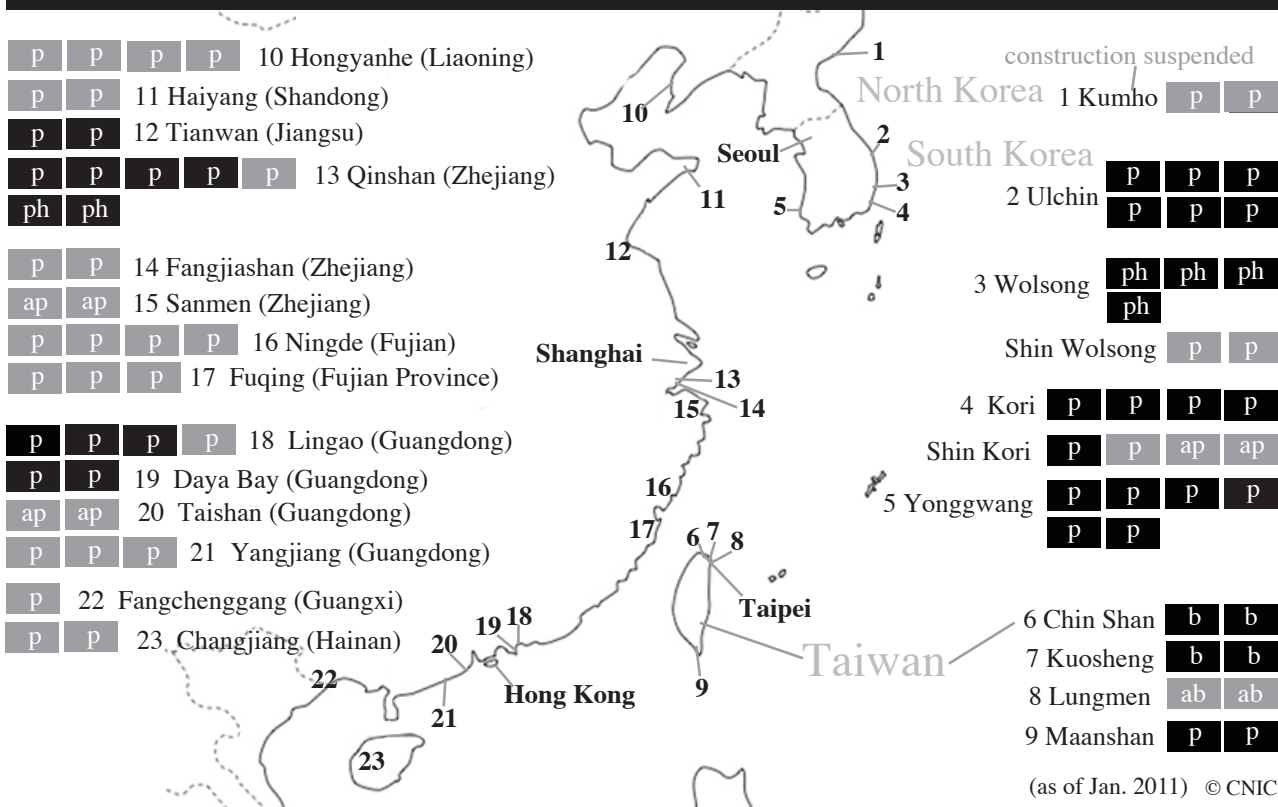 p p p p 10 Hongyanhe (Liaoning)
p p 11 Haiyang (Shandong)
p p 12 Tianwan (Jiangsu)
p p p p p 13 Qinshan (Zhejiang)
ph ph
p p 14 Fangjiashan (Zhejiang)
ap ap 15 Sanmen (Zhejiang)
p p p p 16 Ningde (Fujian)
p p p 17 Fuqing (Fujian Province)
p p p p 18 Lingao (Guangdong)
p p 19 Daya Bay (Guangdong)
ap ap 20 Taishan (Guangdong)
p p p 21 Yangjiang (Guangdong)
p 22 Fangchenggang (Guangxi)
p p 23 Changjiang (Hainan)
1
North Korea
10
2
Seoul
South Korea
3
11
5
4
12
Shanghai
13
15
14
16
17
6 7 8
Taipei
18
19
20
Taiwan
22
9
Hong Kong
21
23
construction suspended
1 Kumho p p
2 Ulchin p p p
p p p
3 Wolsong ph ph ph
ph
Shin Wolsong p p
4 Kori p p p p
Shin Kori p p ap ap
5 Yonggwang p p p p
p p
6 Chin Shan b b
7 Kuosheng b b
8 Lungmen ab ab
9 Maanshan p p
(as of Jan. 2011) © CNIC